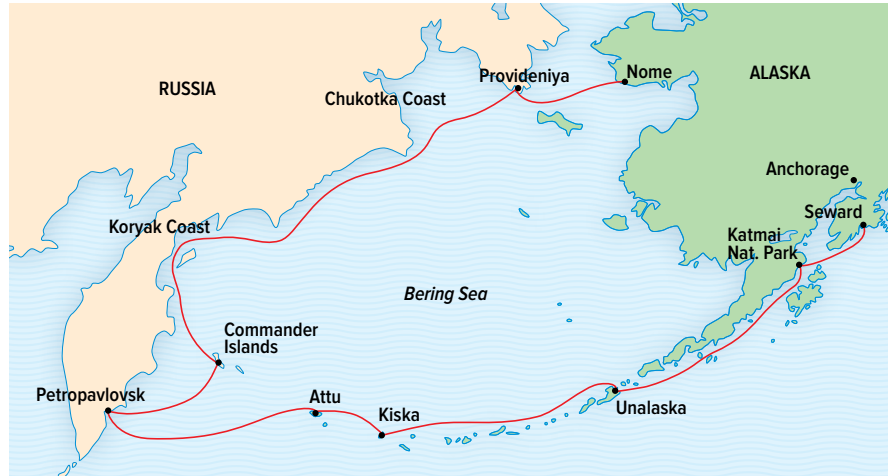 RUSSIA
Chukotka Coast
Provideniya
Nome
ALASKA
Anchorage
Seward
Katmai
Nat. Park
Koryak Coast
Bering Sea
Commander
Islands
Petropavlovsk
Attu
Kiska
Unalaska